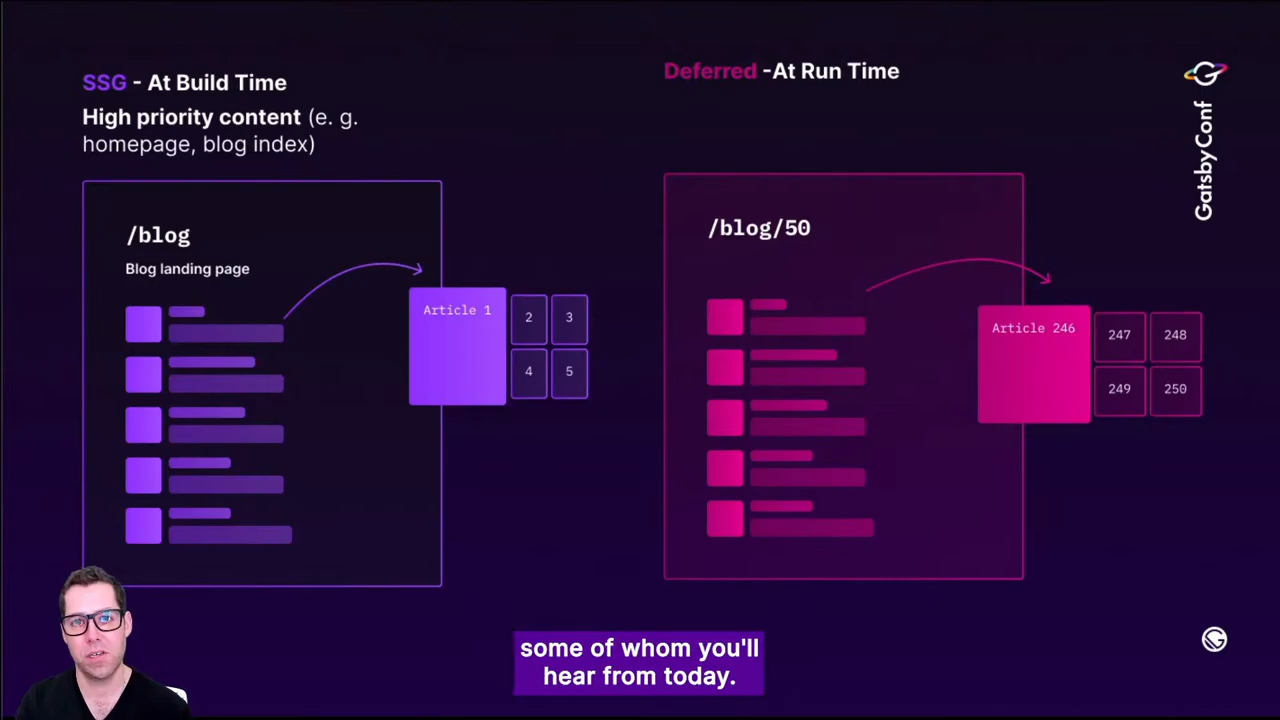 SSG - At Build Time
High priority content (e. g.
homepage, blog index)
/blog
Blog landing page
Article 1
2
3
4
5
Deferred -At Run Time
/blog/50
Article 246
247
248
249
250
GatsbyConf
some of whom you'll
hear from today.